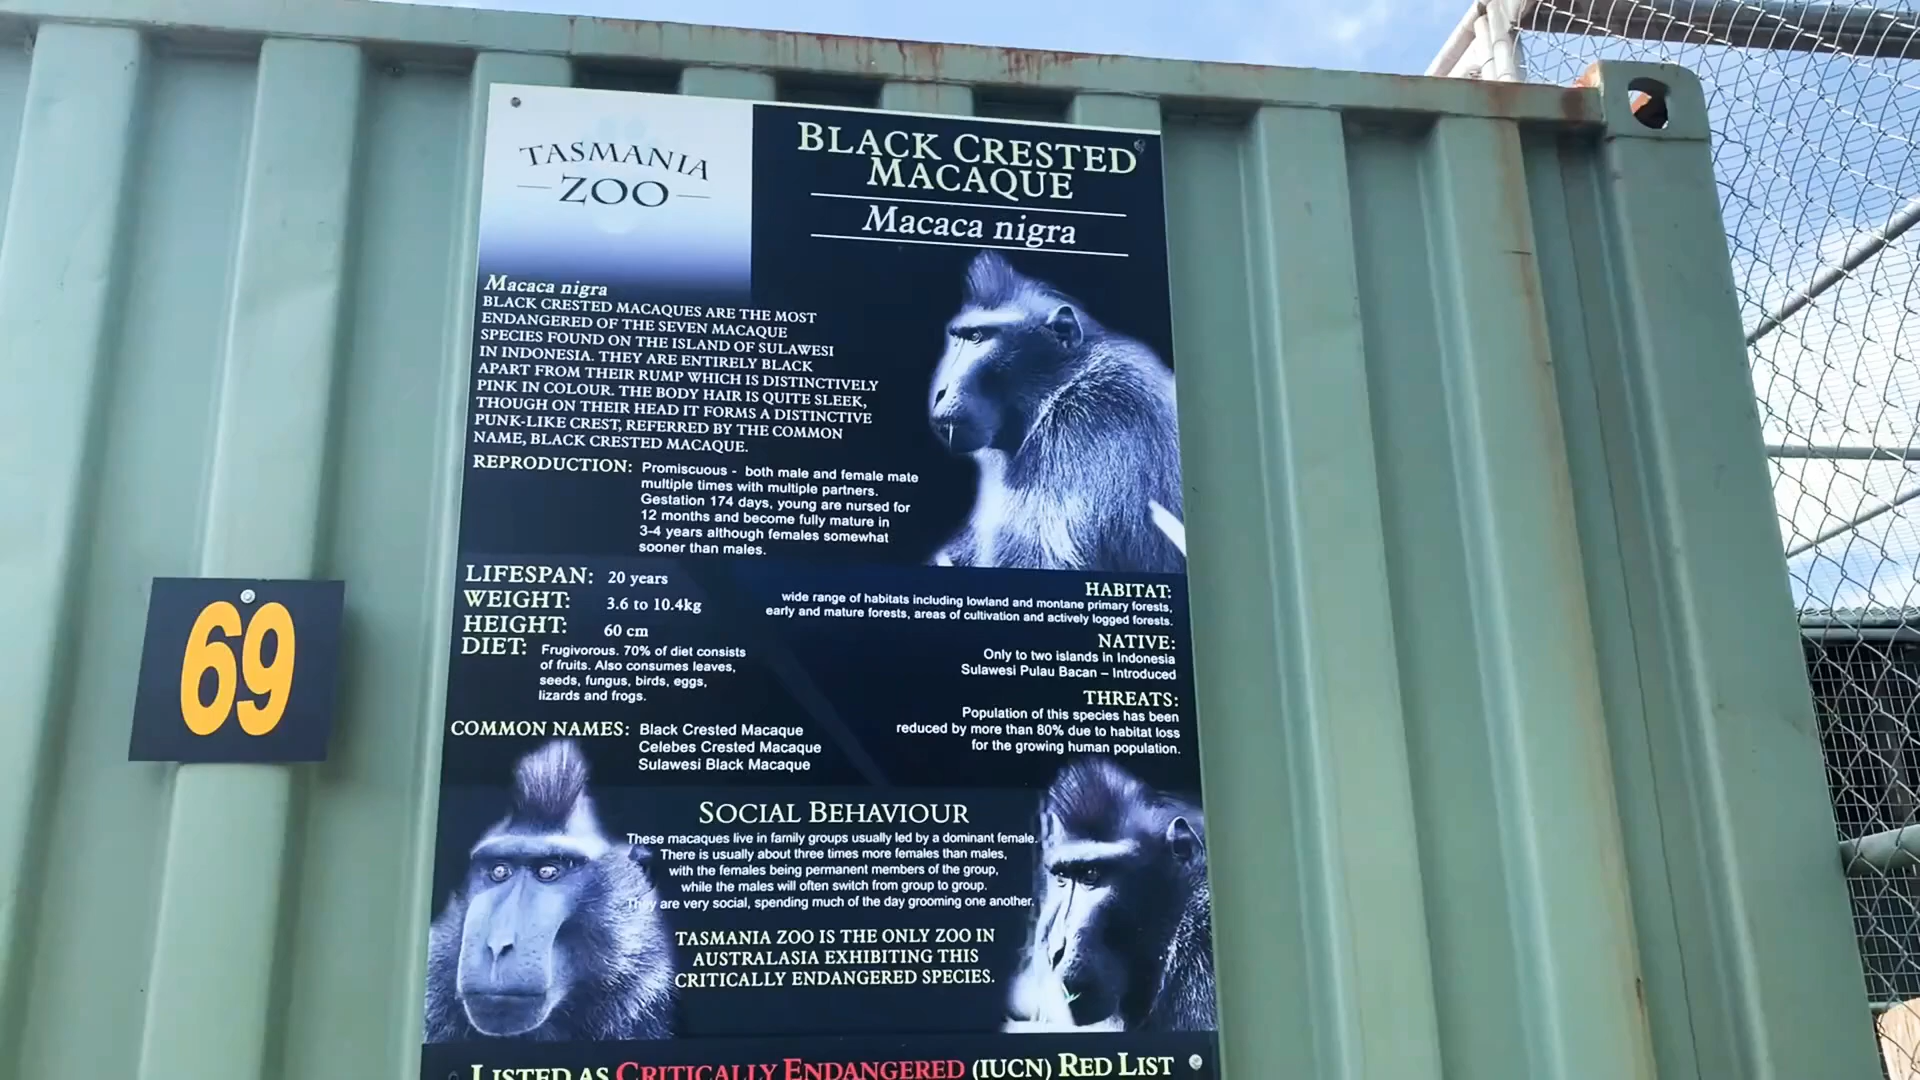 TASMANIA
ZOO
BLACK CRESTED
MACAQUE
Macaca nigra
Macaca nigra
BLACK CRESTED MACAQUES ARE THE MOST
ENDANGERED OF THE SEVEN MACAQUE
SPECIES FOUND ON THE ISLAND OF SULAWESI
IN INDONESIA. THEY ARE ENTIRELY BLACK
APART FROM THEIR RUMP WHICH IS DISTINCTIVELY
PINK IN COLOUR. THE BODY HAIR IS QUITE SLEEK,
THOUGH ON THEIR HEAD IT FORMS A DISTINCTIVE
PUNK-LIKE CREST, REFERRED BY THE COMMON
NAME, BLACK CRESTED MACAQUE.
REPRODUCTION: Promiscuous - both male and female mate
multiple times with multiple partners.
Gestation 174 days, young are nursed for
12 months and become fully mature in
3-4 years although females somewhat
sooner than males.
LIFESPAN: 20 years
WEIGHT: 3.6 to 10.4kg
HEIGHT: 60 cm
DIET: Frugivorous. 70% of diet consists
of fruits. Also consumes leaves,
seeds, fungus, birds, eggs,
lizards and frogs.
HABITAT:
wide range of habitats including lowland and montane primary forests,
early and mature forests, areas of cultivation and actively logged forests.
NATIVE:
Only to two islands in Indonesia
Sulawesi Pulau Bacan – Introduced
THREATS:
Population of this species has been
reduced by more than 80% due to habitat loss
for the growing human population.
COMMON NAMES: Black Crested Macaque
Celebes Crested Macaque
Sulawesi Black Macaque
SOCIAL BEHAVIOUR
These macaques live in family groups usually led by a dominant female.
There is usually about three times more females than males,
with the females being permanent members of the group,
while the males will often switch from group to group.
They are very social, spending much of the day grooming one another.
TASMANIA ZOO IS THE ONLY ZOO IN
AUSTRALASIA EXHIBITING THIS
CRITICALLY ENDANGERED SPECIES.
LISTED AS CRITICALLY ENDANGERED (IUCN) RED LIST
69